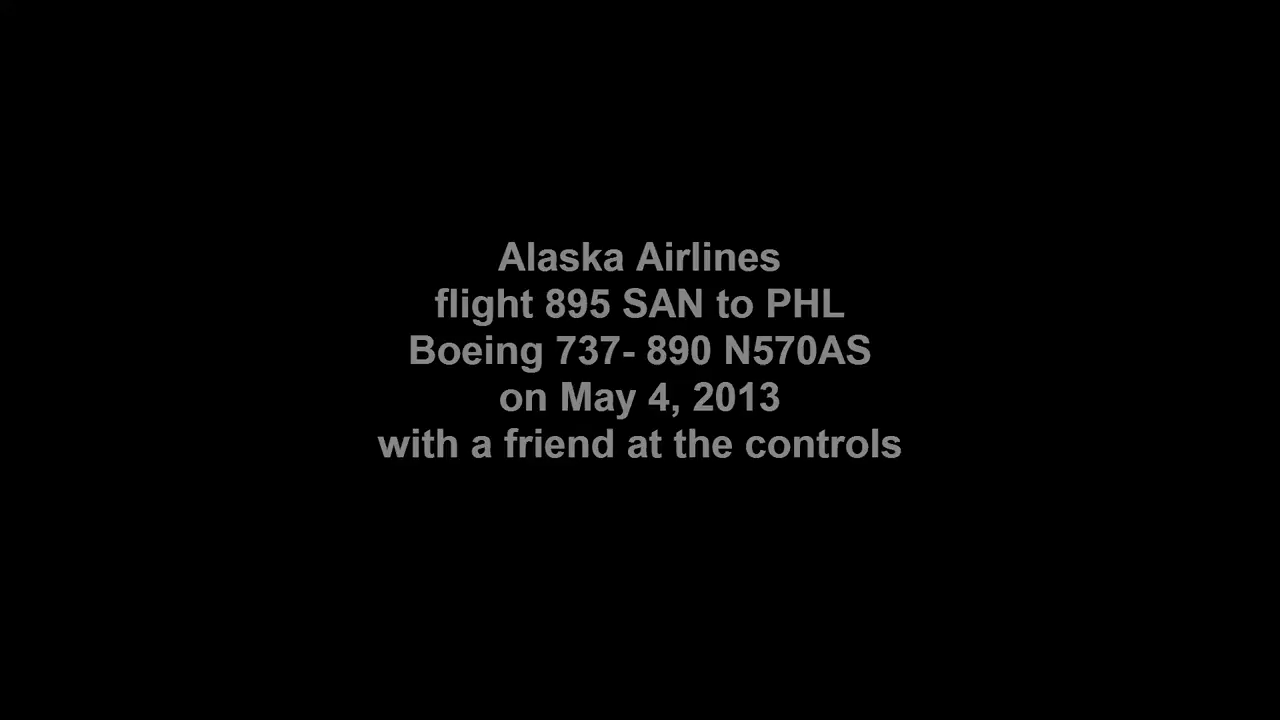 Alaska Airlines
flight 895 SAN to PHL
Boeing 737- 890 N570AS
on May 4, 2013
with a friend at the controls